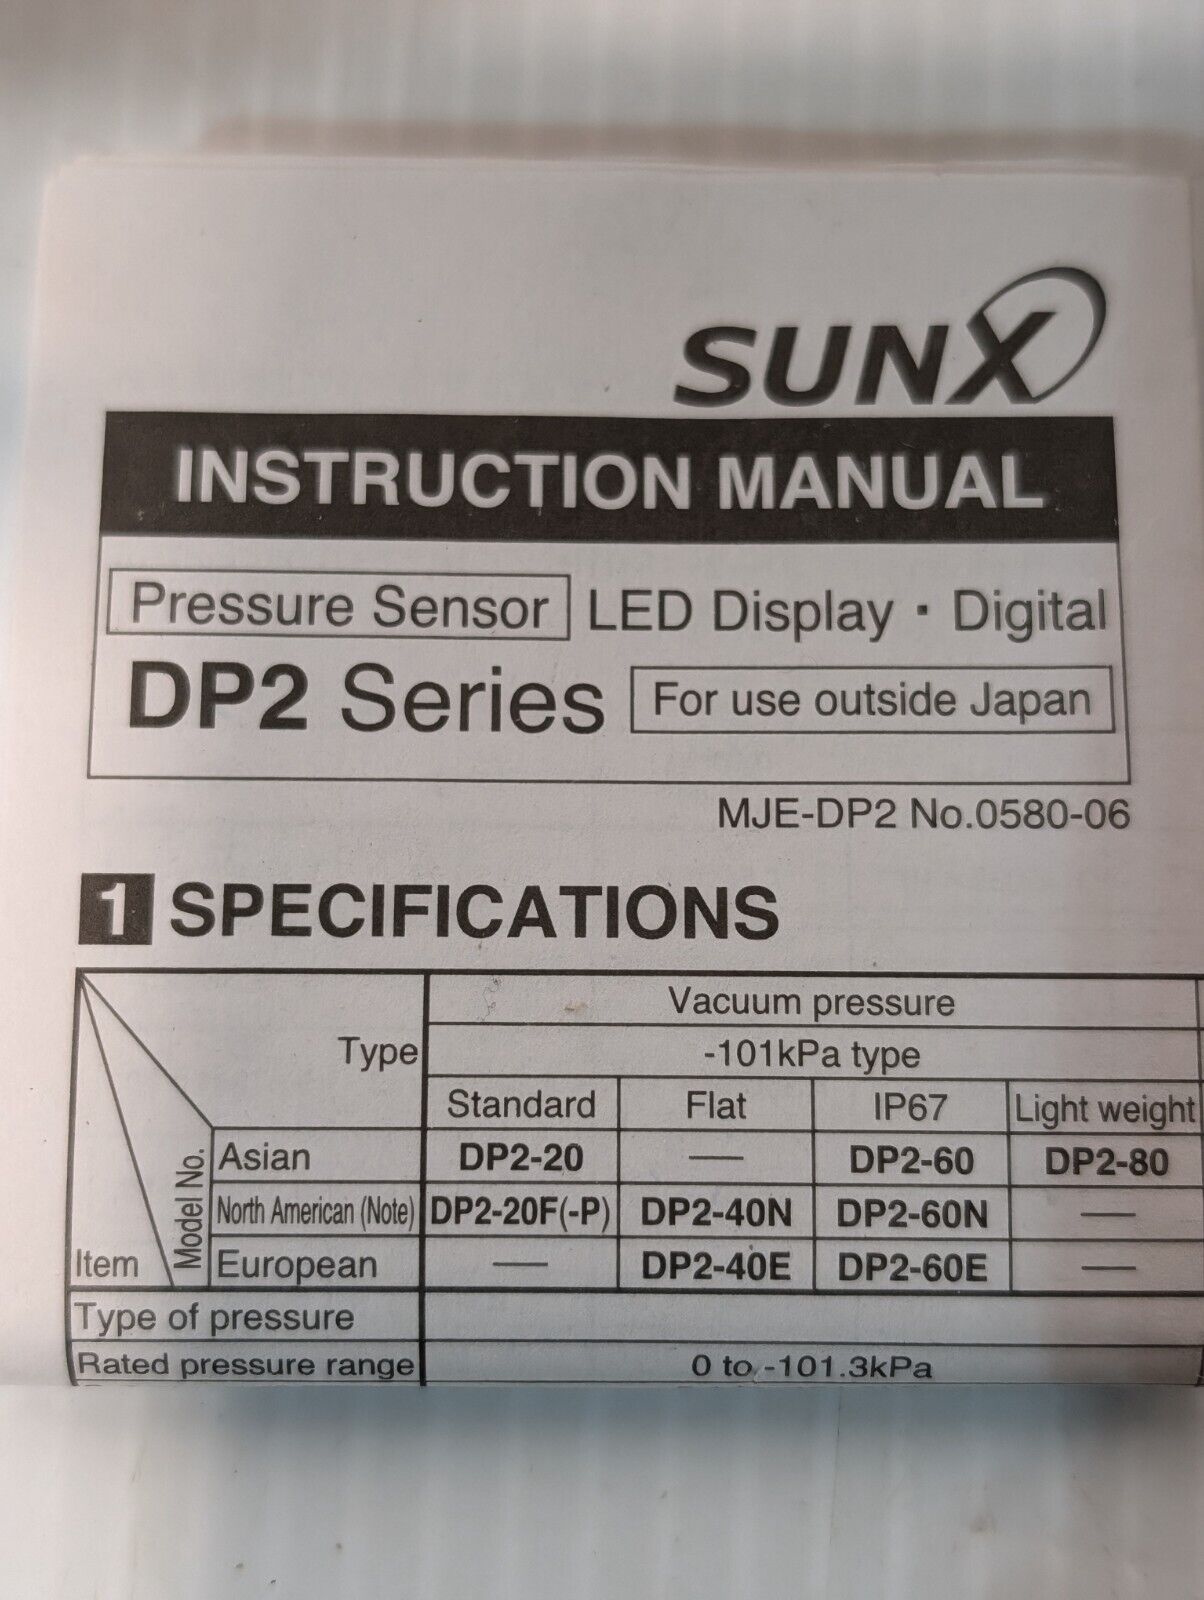 SUNX
INSTRUCTION MANUAL
Pressure Sensor LED Display・Digital
DP2 Series For use outside Japan
MJE-DP2 No.0580-06
1 SPECIFICATIONS
Vacuum pressure
Type -101kPa type
Standard Flat IP67 Light weight
Model No. Asian DP2-20 — DP2-60 DP2-80
North American (Note) DP2-20F(-P) DP2-40N DP2-60N —
Item European — DP2-40E DP2-60E —
Type of pressure
Rated pressure range 0 to -101.3kPa